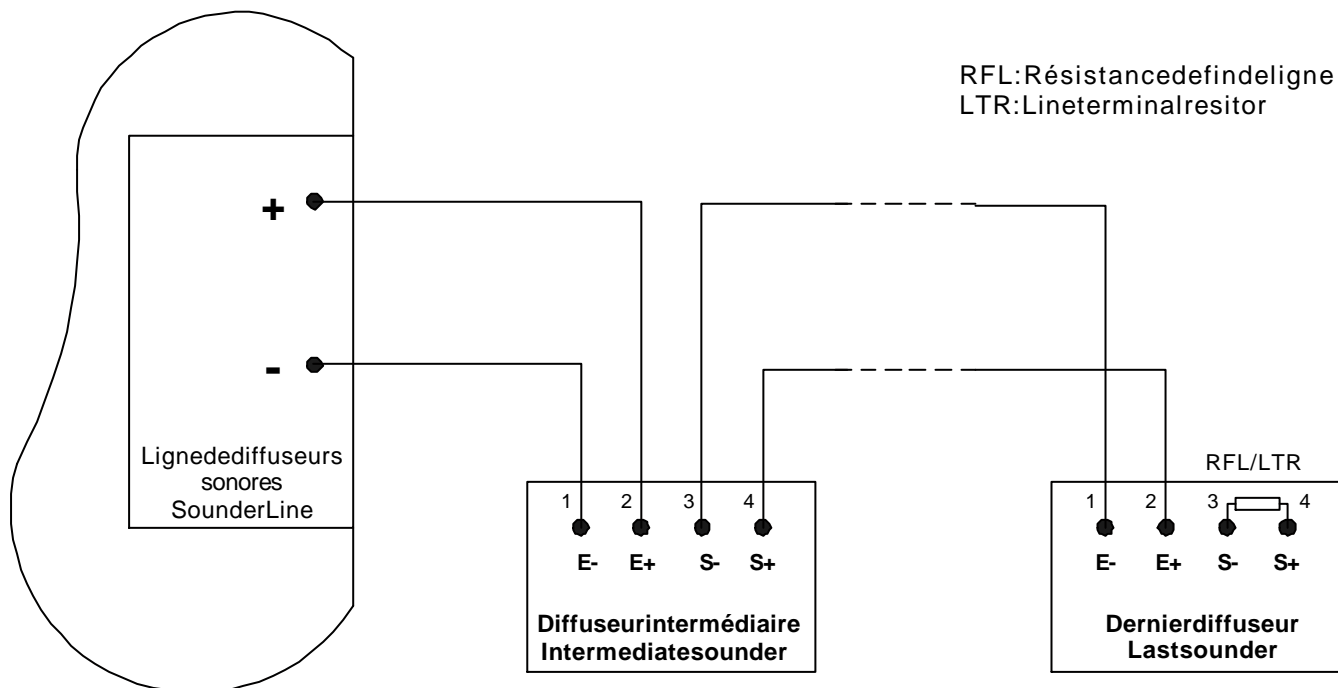 RFL:Résistancedefindeligne
LTR:Lineterminalresitor
+
-
Lignedediffuseurs
sonores
SounderLine
RFL/LTR
1 2 3 4
E- E+ S- S+
Diffuseurintermédiaire
Intermediatesounder
1 2 3 4
E- E+ S- S+
Dernierdiffuseur
Lastsounder